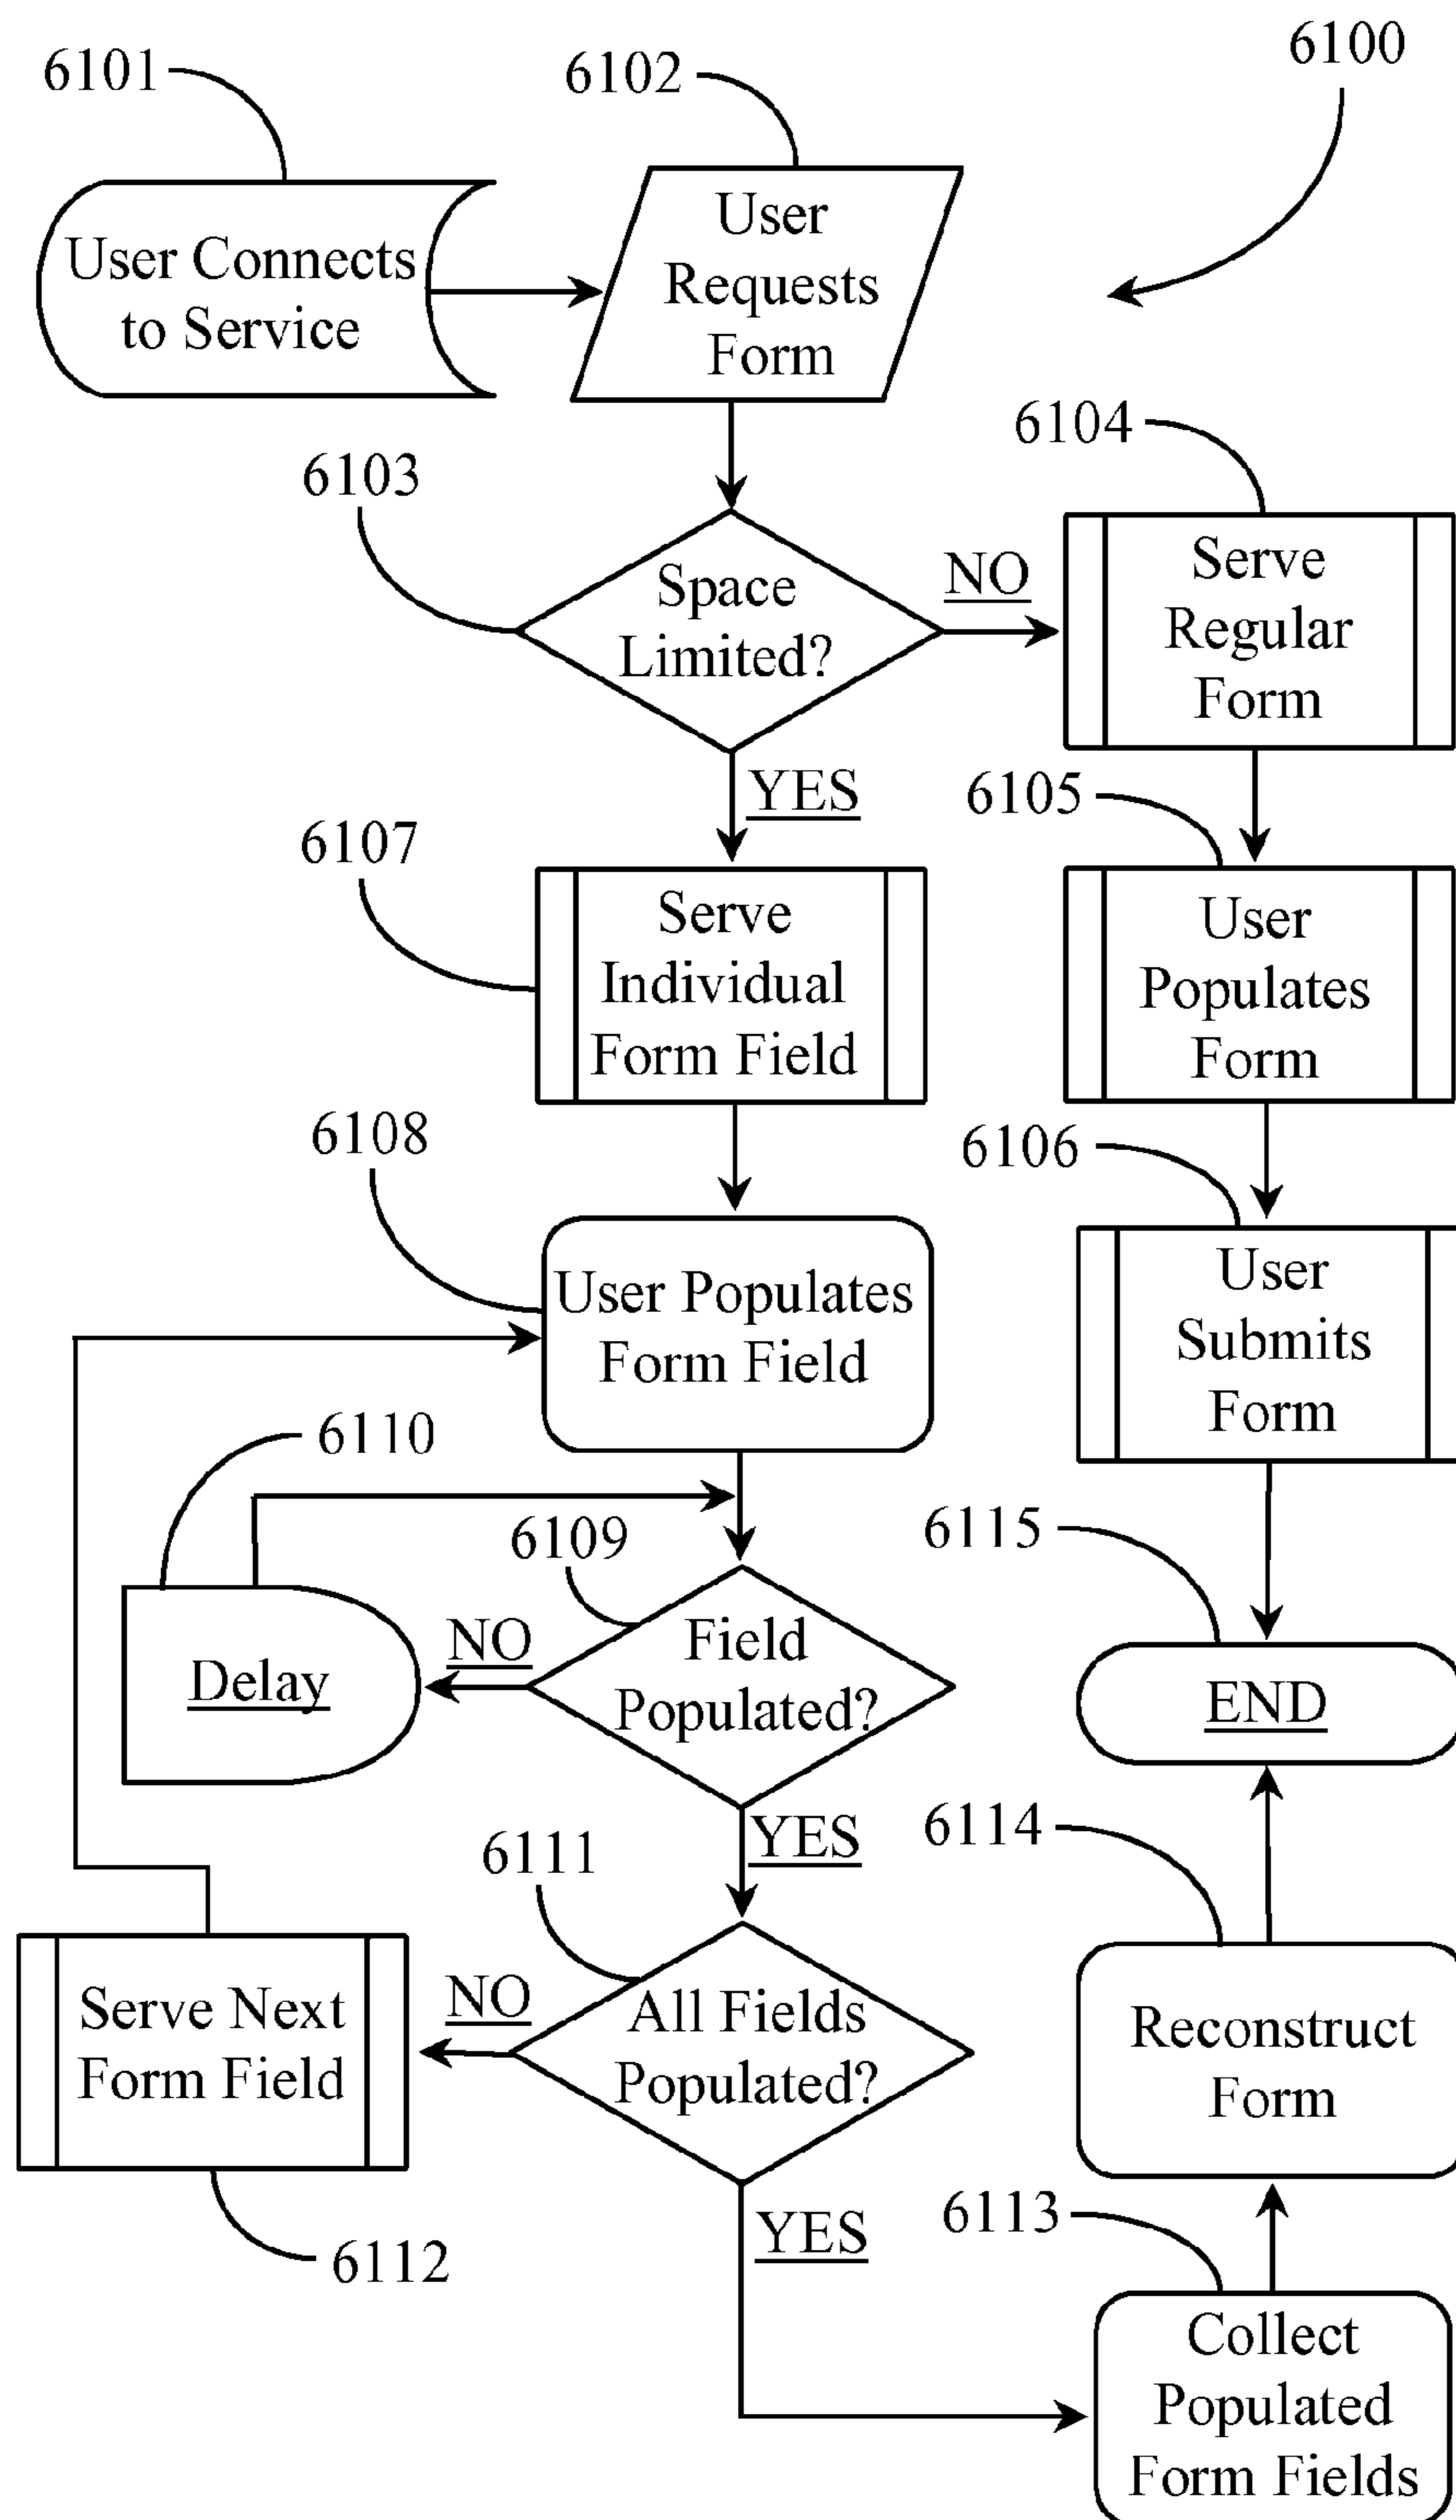 6100
6101
6102
User Connects
to Service
User
Requests
Form
6103
6104
Space
Limited?
NO
Serve
Regular
Form
YES
6105
6107
Serve
Individual
Form Field
User
Populates
Form
6108
6106
User Populates
Form Field
User
Submits
Form
6110
6109
6115
Delay
NO
Field
Populated?
END
YES
6114
6111
Serve Next
Form Field
NO
All Fields
Populated?
Reconstruct
Form
6112
YES
6113
Collect
Populated
Form Fields